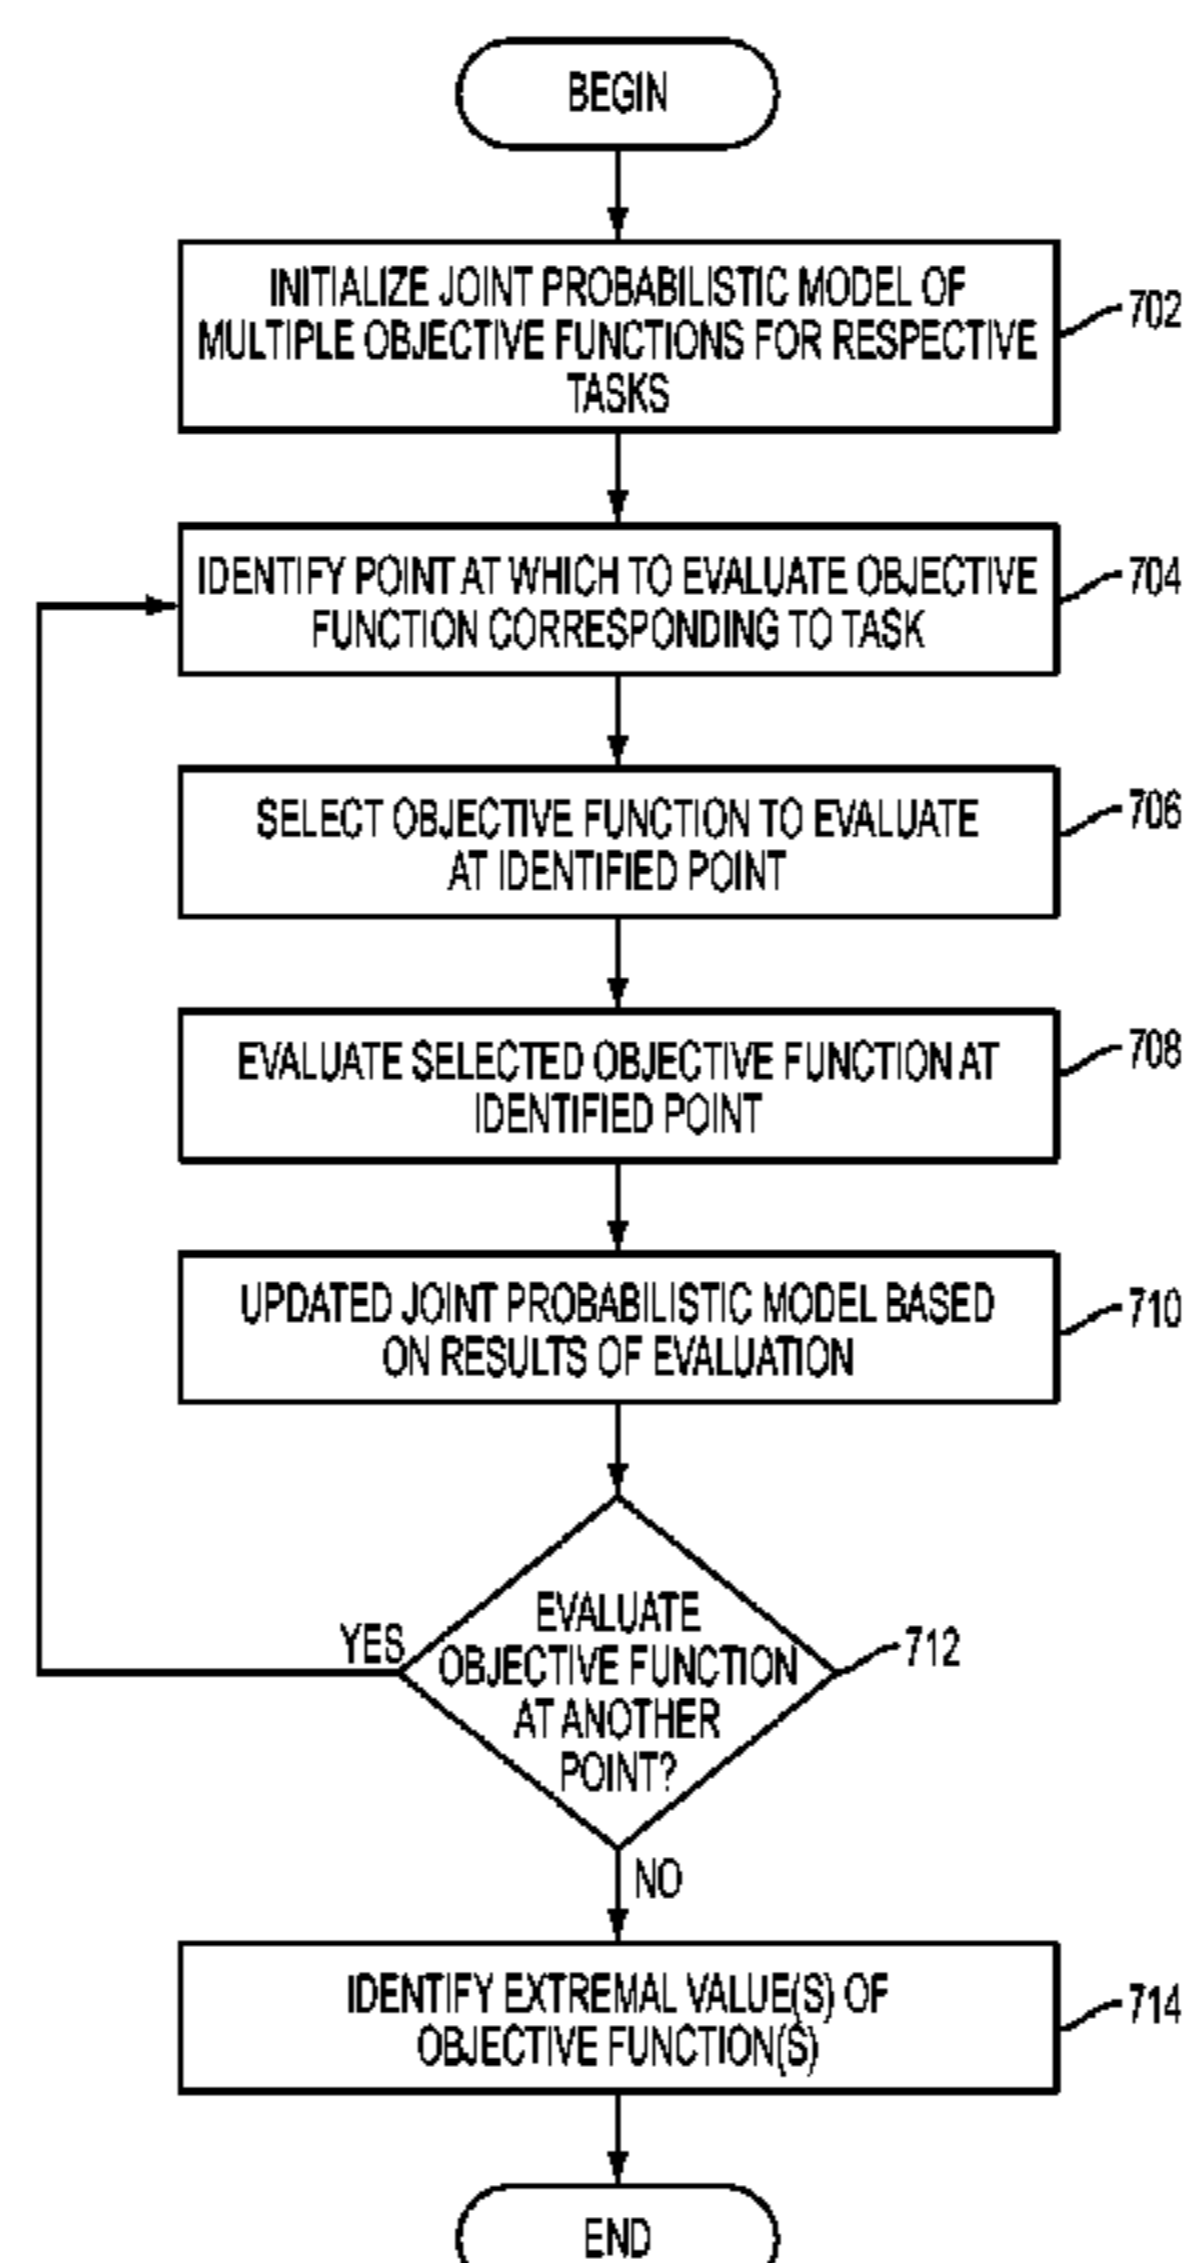 BEGIN
INITIALIZE JOINT PROBABILISTIC MODEL OF
MULTIPLE OBJECTIVE FUNCTIONS FOR RESPECTIVE
TASKS
702
IDENTIFY POINT AT WHICH TO EVALUATE OBJECTIVE
FUNCTION CORRESPONDING TO TASK
704
SELECT OBJECTIVE FUNCTION TO EVALUATE
AT IDENTIFIED POINT
706
EVALUATE SELECTED OBJECTIVE FUNCTION AT
IDENTIFIED POINT
708
UPDATED JOINT PROBABILISTIC MODEL BASED
ON RESULTS OF EVALUATION
710
EVALUATE
OBJECTIVE FUNCTION
AT ANOTHER
POINT?
712
YES
NO
IDENTIFY EXTREMAL VALUE(S) OF
OBJECTIVE FUNCTION(S)
714
END